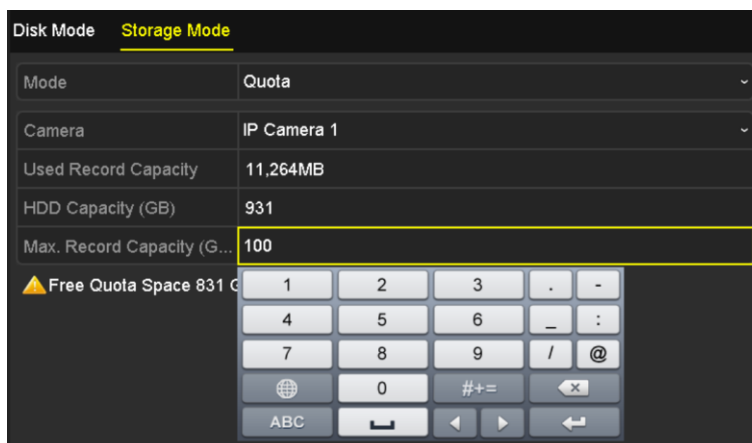 Disk Mode Storage Mode
Mode Quota
Camera IP Camera 1
Used Record Capacity 11,264MB
HDD Capacity (GB) 931
Max. Record Capacity (G... 100
Free Quota Space 831 G
1 2 3 . -
4 5 6 _ :
7 8 9 / @
0 #+=
ABC